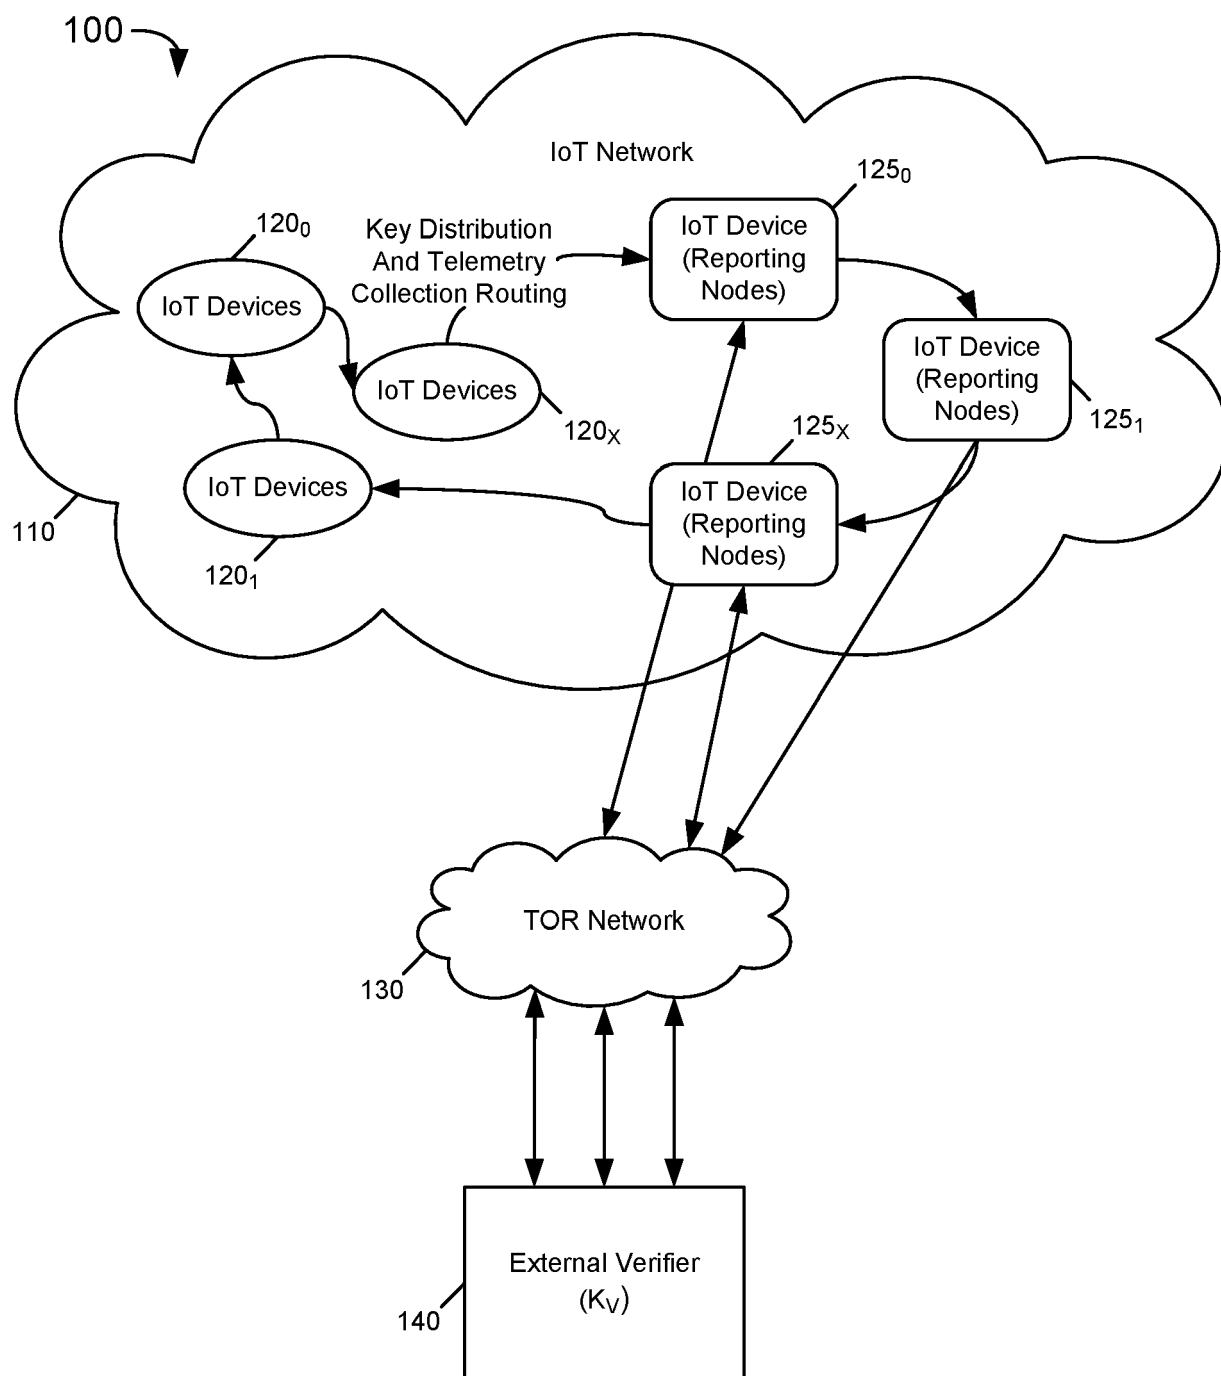 100
IoT Network
125₀
120₀
Key Distribution
And Telemetry
Collection Routing
IoT Device
(Reporting
Nodes)
IoT Devices
IoT Device
(Reporting
Nodes)
125₁
IoT Devices
120ₓ
125ₓ
IoT Devices
IoT Device
(Reporting
Nodes)
110
120₁
TOR Network
130
External Verifier
(Kᵥ)
140